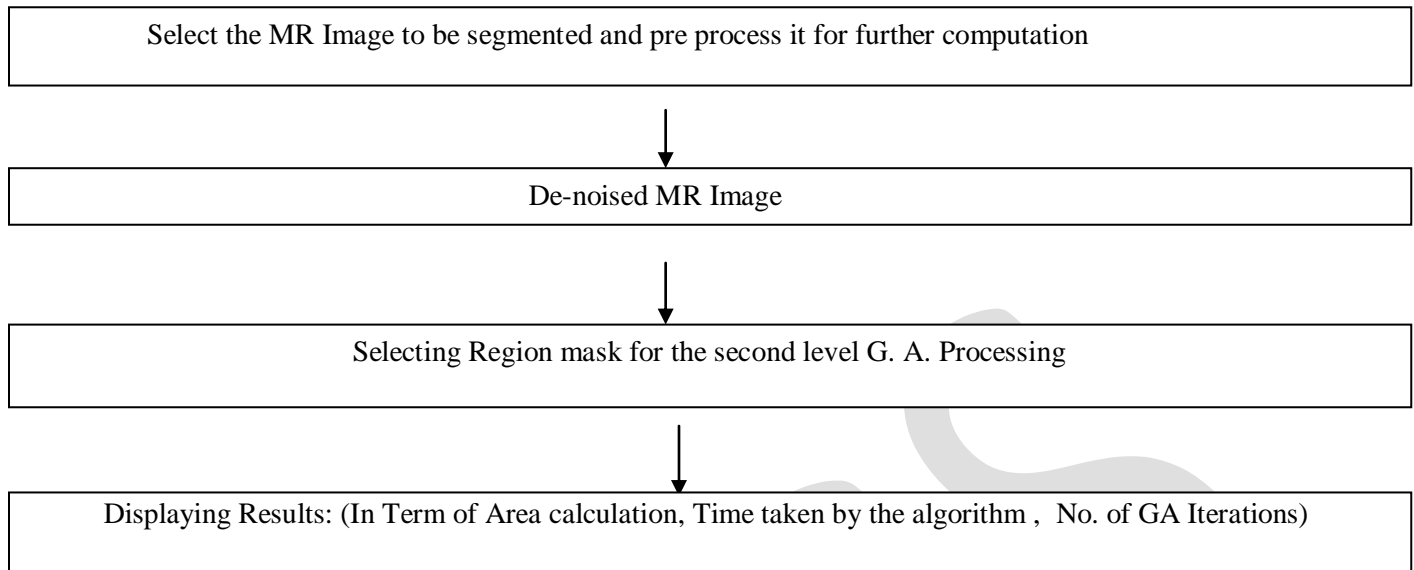 Select the MR Image to be segmented and pre process it for further computation
De-noised MR Image
Selecting Region mask for the second level G. A. Processing
Displaying Results: (In Term of Area calculation, Time taken by the algorithm , No. of GA Iterations)